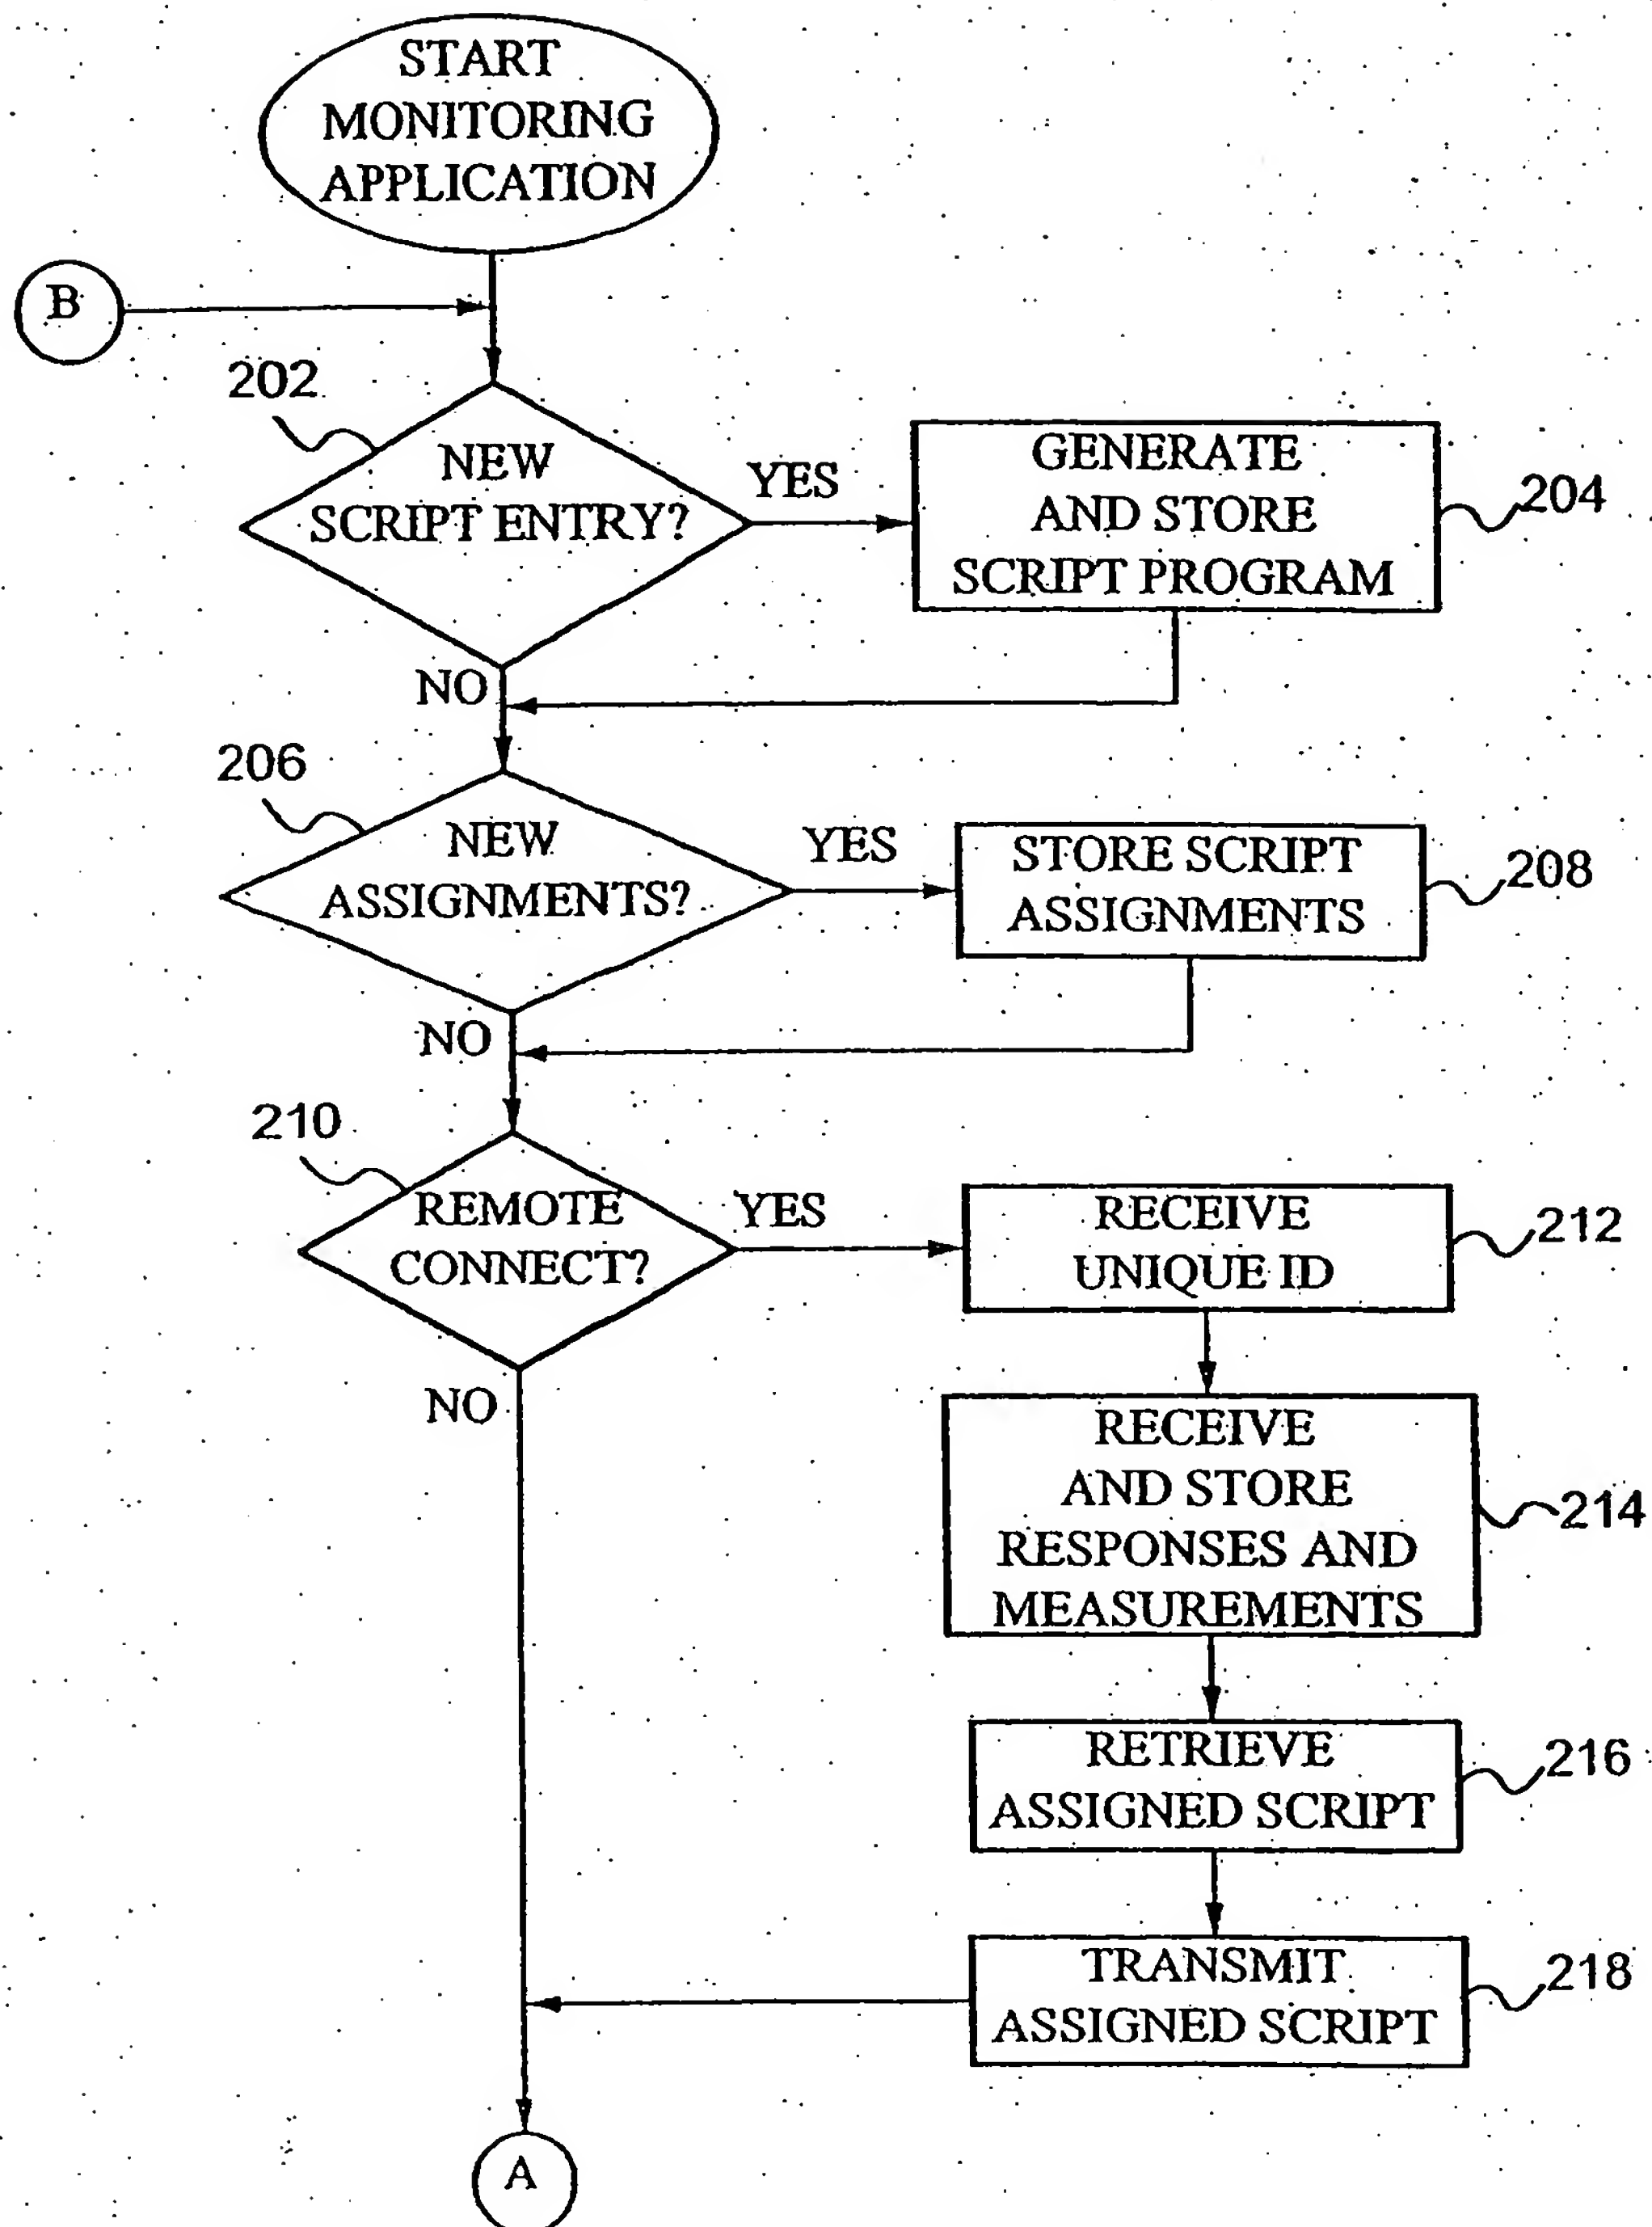 START
MONITORING
APPLICATION
B
202
NEW
SCRIPT ENTRY?
YES
GENERATE
AND STORE
SCRIPT PROGRAM
204
NO
206
NEW
ASSIGNMENTS?
YES
STORE SCRIPT
ASSIGNMENTS
208
NO
210
REMOTE
CONNECT?
YES
RECEIVE
UNIQUE ID
212
NO
RECEIVE
AND STORE
RESPONSES AND
MEASUREMENTS
214
RETRIEVE
ASSIGNED SCRIPT
216
TRANSMIT
ASSIGNED SCRIPT
218
A